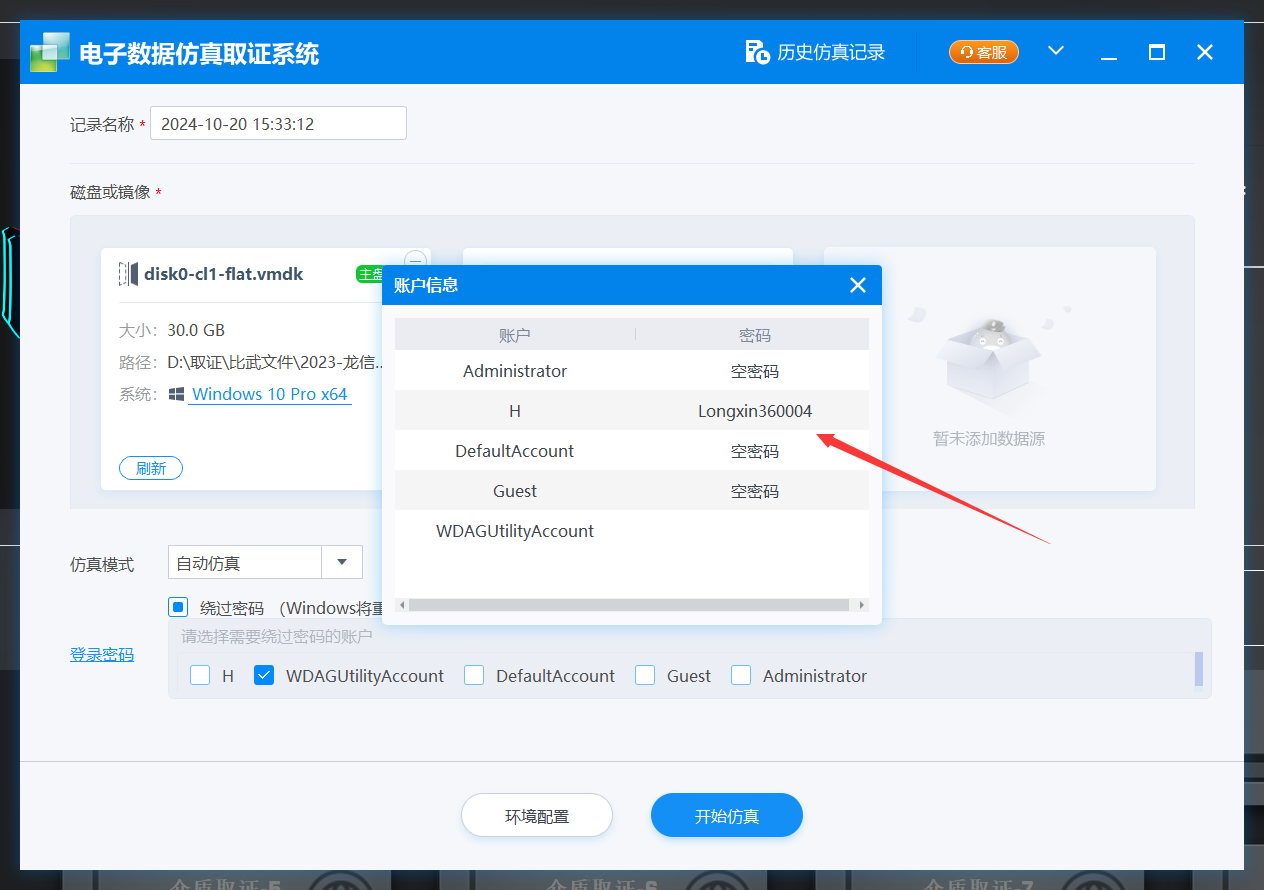 电子数据仿真取证系统
历史仿真记录
客服
记录名称 *
2024-10-20 15:33:12
磁盘或镜像 *
disk0-cl1-flat.vmdk
主盘
大小: 30.0 GB
路径: D:\取证\比武文件\2023-龙信...
系统: Windows 10 Pro x64
刷新
账户信息
账户 密码
Administrator 空密码
H Longxin360004
DefaultAccount 空密码
Guest 空密码
WDAGUtilityAccount
暂未添加数据源
仿真模式
自动仿真
绕过密码 (Windows将重
登录密码
请选择需要绕过密码的账户
H WDAGUtilityAccount DefaultAccount Guest Administrator
环境配置
开始仿真
介质取证-5 介质取证-6 介质取证-7